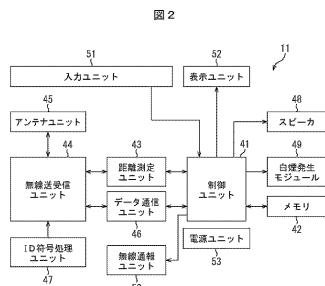 図２
11
51
入力ユニット
52
表示ユニット
45
アンテナユニット
44
無線送受信
ユニット
43
距離測定
ユニット
41
制御
ユニット
48
スピーカ
49
白煙発生
モジュール
データ通信
ユニット
46
メモリ
42
ＩＤ符号処理
ユニット
47
無線通報
ユニット
電源ユニット
53